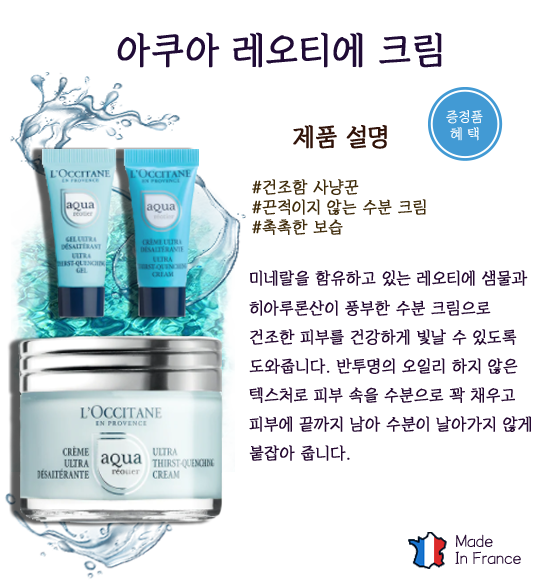 아쿠아 레오티에 크림
증정품
혜 택
제품 설명
#건조함 사냥꾼
#끈적이지 않는 수분 크림
#촉촉한 보습
미네랄을 함유하고 있는 레오티에 샘물과
히아루론산이 풍부한 수분 크림으로
건조한 피부를 건강하게 빛날 수 있도록
도와줍니다. 반투명의 오일리 하지 않은
텍스처로 피부 속을 수분으로 꽉 채우고
피부에 끝까지 남아 수분이 날아가지 않게
붙잡아 줍니다.
L'OCCITANE
EN PROVENCE
aqua
réotier
GEL ULTRA
DÉSALTÉRANT
ULTRA
THIRST-QUENCHING
GEL
L'OCCITANE
EN PROVENCE
aqua
réotier
CRÈME ULTRA
DÉSALTÉRANTE
ULTRA
THIRST-QUENCHING
CREAM
L'OCCITANE
EN PROVENCE
CRÈME
ULTRA
DÉSALTÉRANTE
aqua
réotier
ULTRA
THIRST-QUENCHING
CREAM
Made
In France